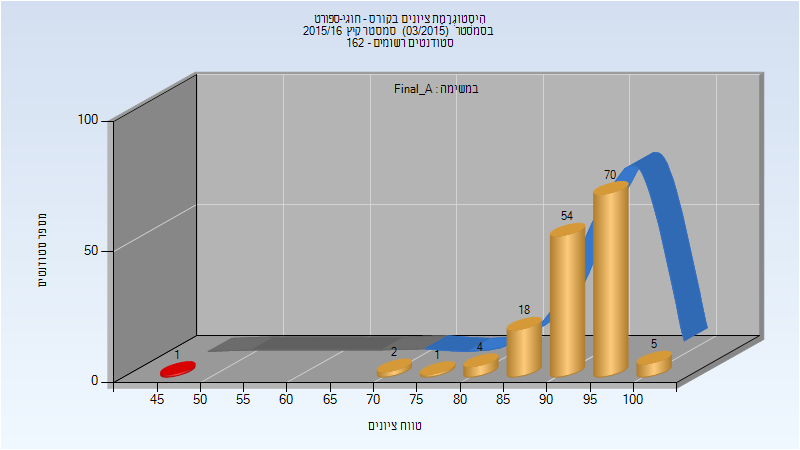 היסטוגרמת ציונים בקורס - חוגי-ספורט
בסמסטר (03/2015) סמסטר קיץ 2015/16
סטודנטים רשומים - 162
במשימה : Final_A
מספר סטודנטים
100
50
0
1
2
1
4
18
54
70
5
45 50 55 60 65 70 75 80 85 90 95 100
טווח ציונים